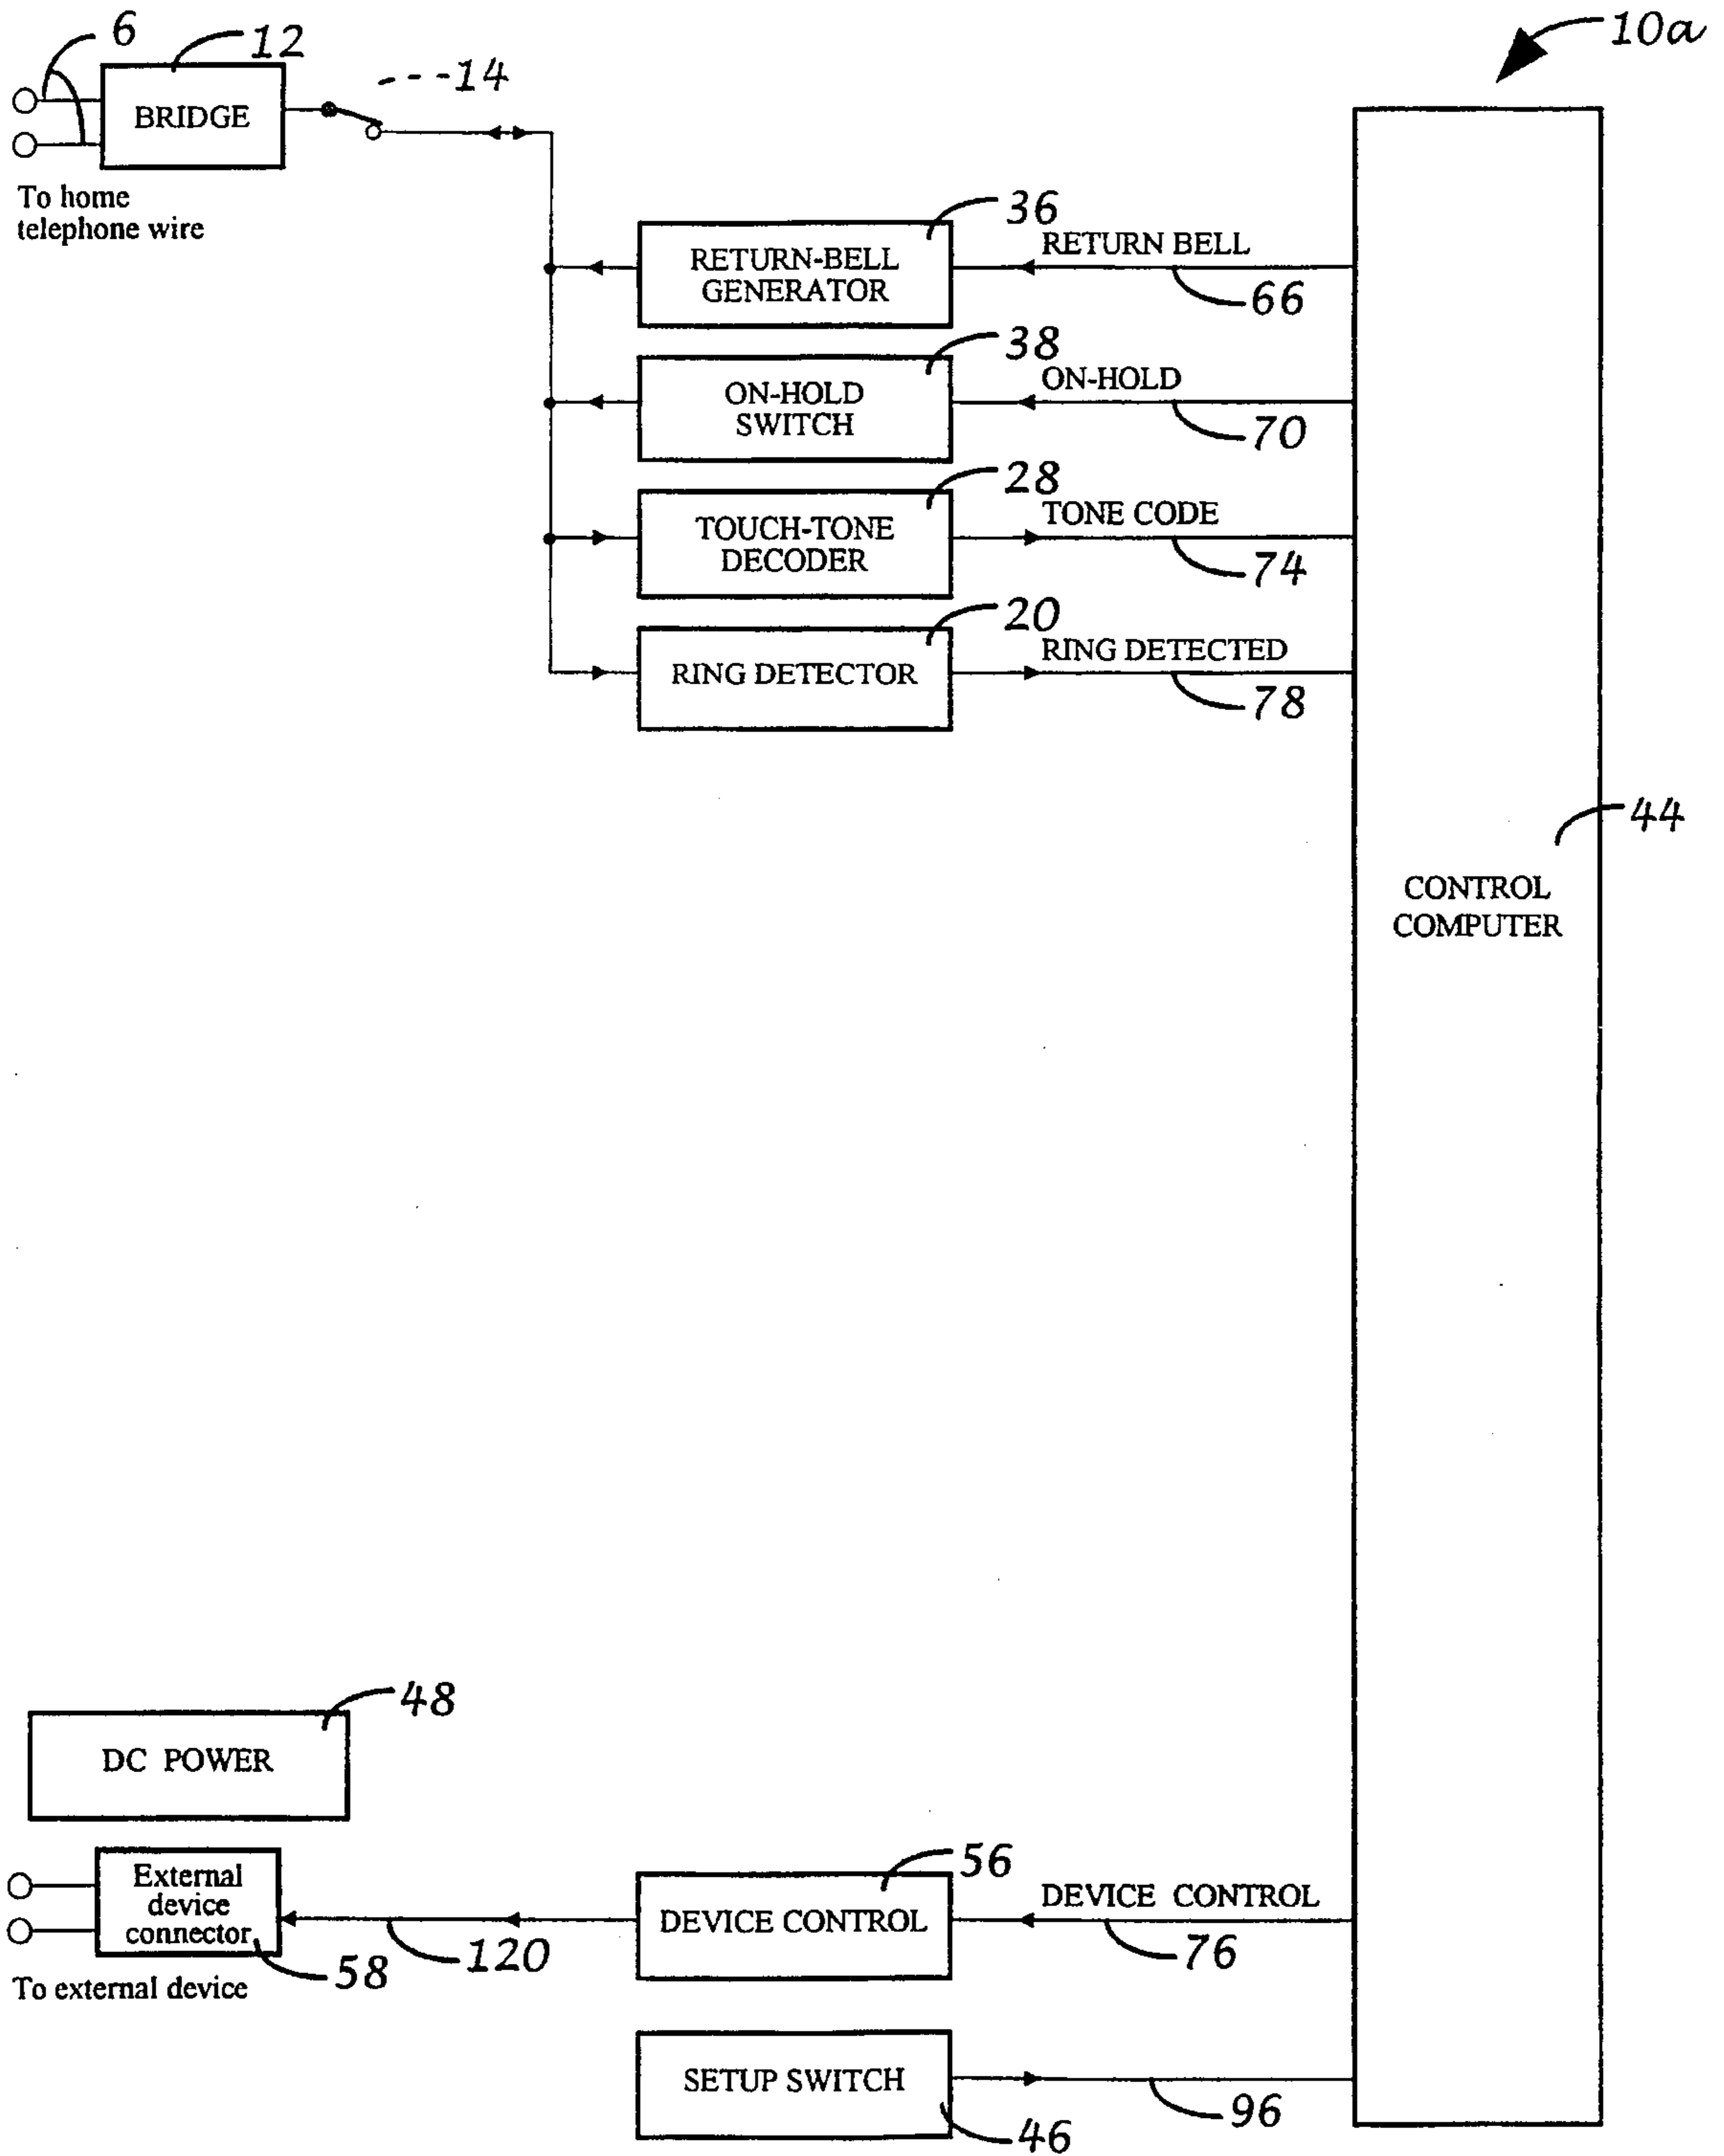 10a
6
12
14
BRIDGE
To home
telephone wire
36
RETURN-BELL
GENERATOR
RETURN BELL
66
38
ON-HOLD
SWITCH
ON-HOLD
70
28
TOUCH-TONE
DECODER
TONE CODE
74
20
RING DETECTOR
RING DETECTED
78
44
CONTROL
COMPUTER
48
DC POWER
External
device
connector
58
To external device
120
56
DEVICE CONTROL
DEVICE CONTROL
76
SETUP SWITCH
46
96